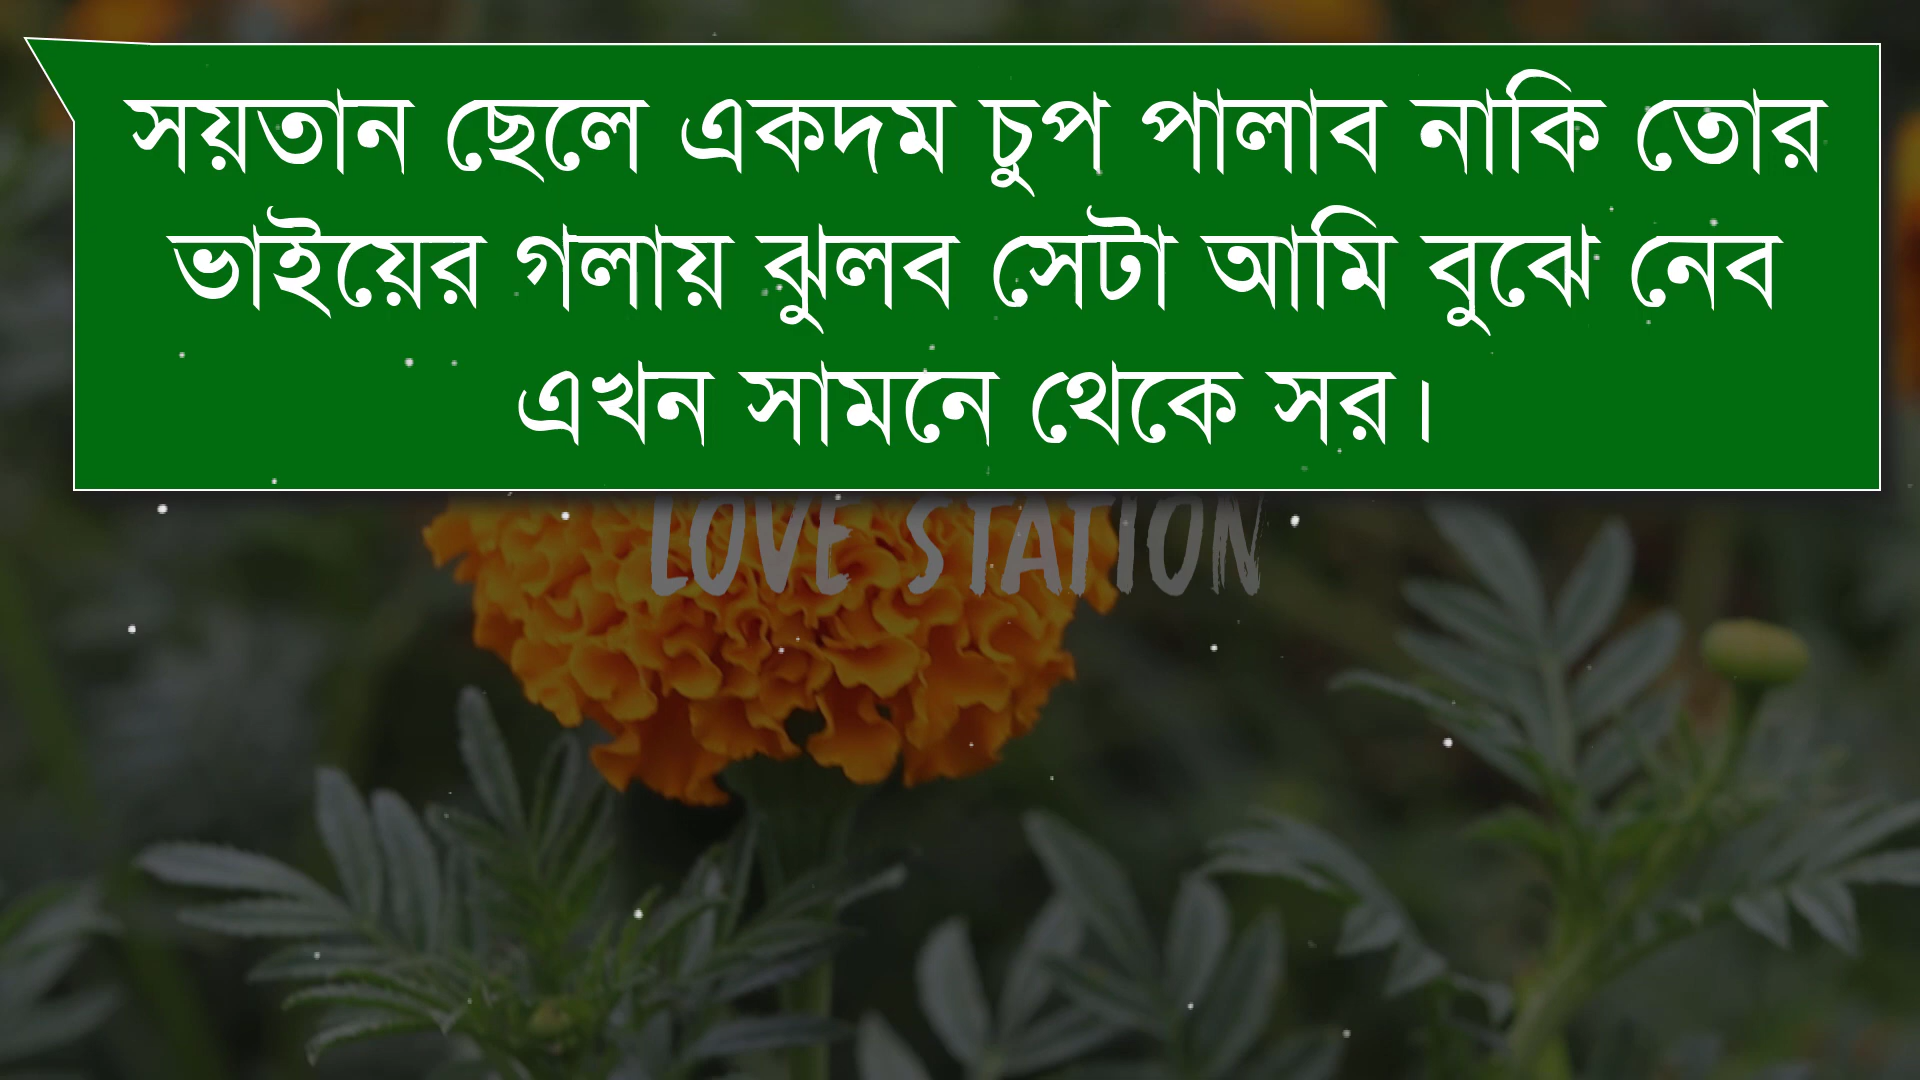 সয়তান ছেলে একদম চুপ পালাব নাকি তোর
ভাইয়ের গলায় ঝুলব সেটা আমি বুঝে নেব
এখন সামনে থেকে সর।
LOVE STATION